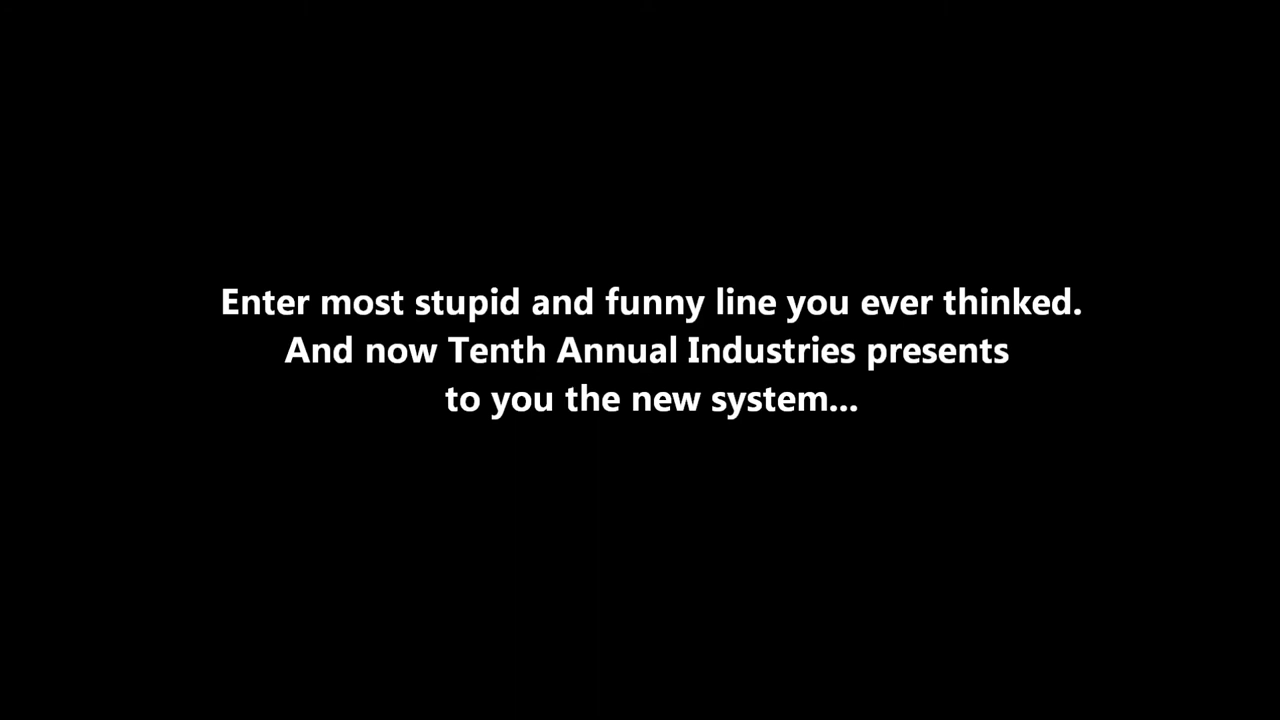 Enter most stupid and funny line you ever thinked.
And now Tenth Annual Industries presents
to you the new system...